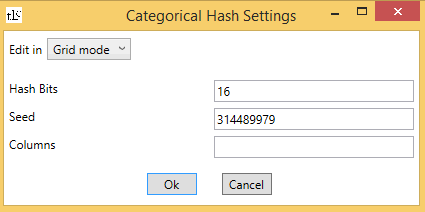 Categorical Hash Settings
Edit in Grid mode
Hash Bits 16
Seed 314489979
Columns
Ok Cancel